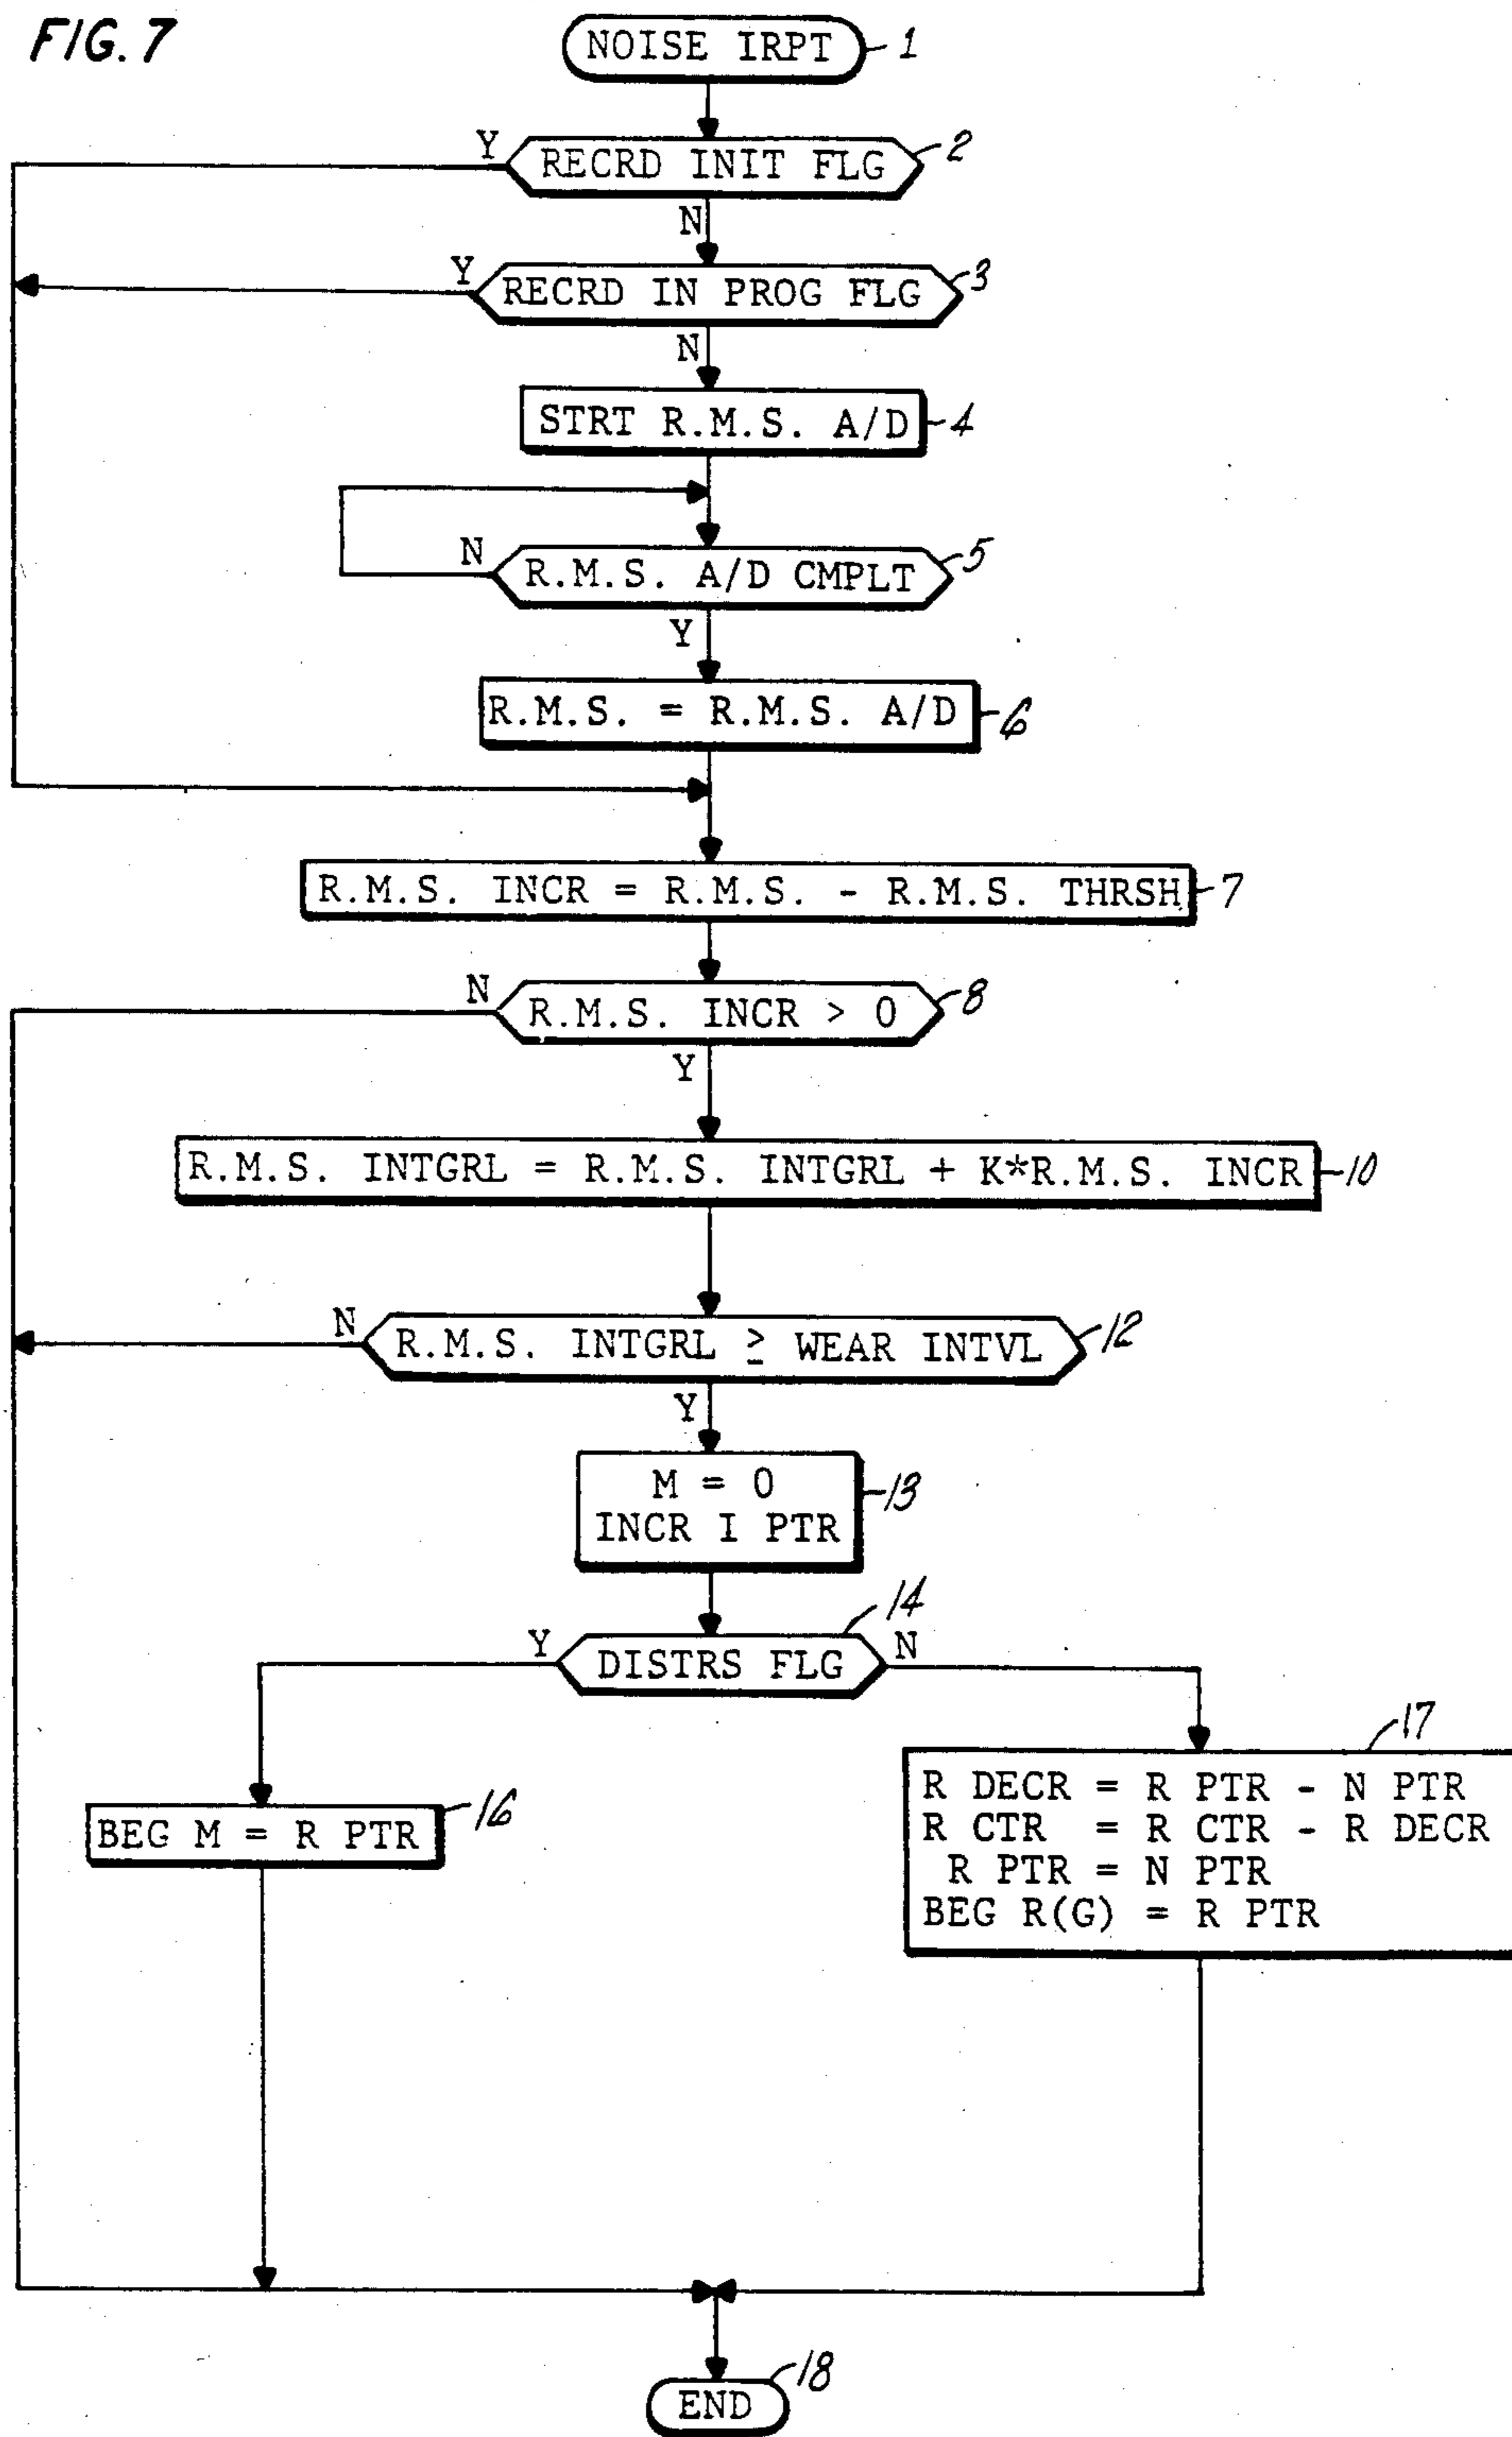 FIG. 7
NOISE IRPT
1
Y
RECRD INIT FLG
2
N
Y
RECRD IN PROG FLG
3
N
STRT R.M.S. A/D
4
N
R.M.S. A/D CMPLT
5
Y
R.M.S. = R.M.S. A/D
6
R.M.S. INCR = R.M.S. - R.M.S. THRSH
7
N
R.M.S. INCR > 0
8
Y
R.M.S. INTGRL = R.M.S. INTGRL + K*R.M.S. INCR
10
N
R.M.S. INTGRL ≥ WEAR INTVL
12
Y
M = 0
INCR I PTR
13
14
Y
DISTRS FLG
N
17
R DECR = R PTR - N PTR
R CTR = R CTR - R DECR
R PTR = N PTR
BEG R(G) = R PTR
BEG M = R PTR
16
18
END